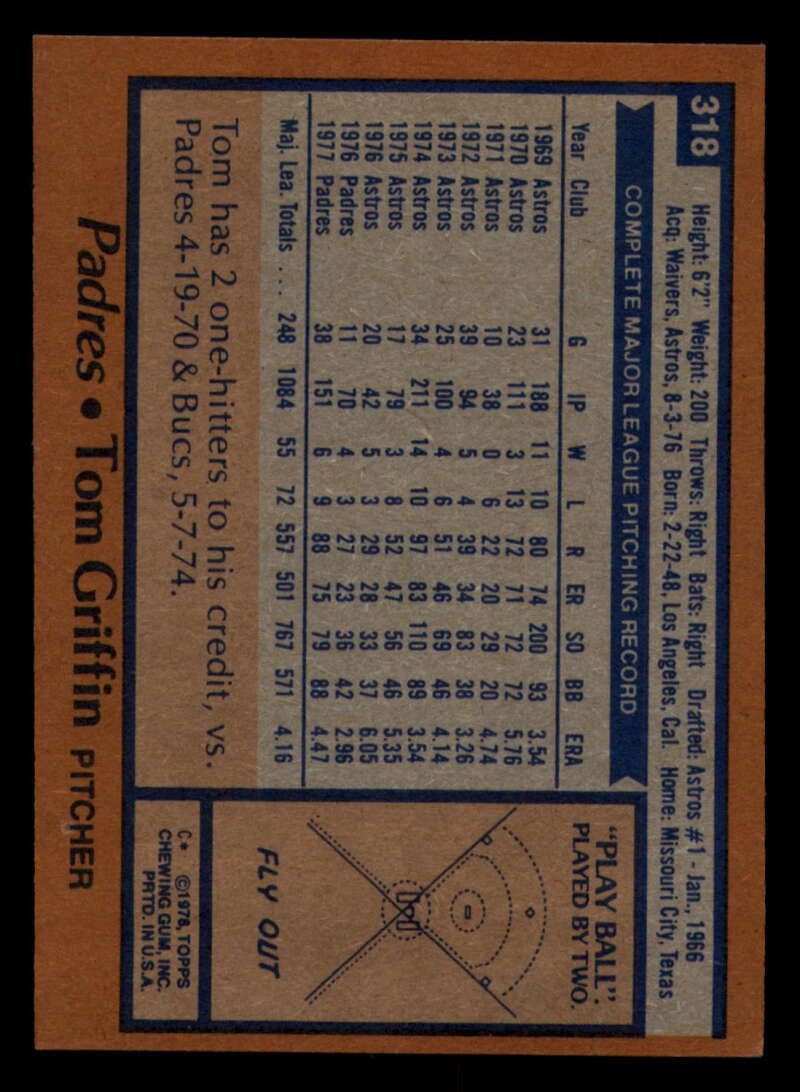 318
Height: 6'2" Weight: 200 Throws: Right Bats: Right Drafted: Astros #1 - Jan., 1966
Acq: Waivers, Astros, 8-3-76 Born: 2-22-48, Los Angeles, Cal. Home: Missouri City, Texas
COMPLETE MAJOR LEAGUE PITCHING RECORD
Year Club G IP W L R ER SO BB ERA
1969 Astros 31 188 11 10 80 74 200 93 3.54
1970 Astros 23 111 3 13 72 71 72 72 5.76
1971 Astros 10 38 0 6 22 20 29 20 4.74
1972 Astros 39 94 5 4 39 34 83 38 3.26
1973 Astros 25 100 4 6 51 46 69 46 4.14
1974 Astros 34 211 14 10 97 83 110 89 3.54
1975 Astros 17 79 3 8 52 47 56 46 5.35
1976 Astros 20 42 5 3 29 28 33 37 6.05
1976 Padres 11 70 4 3 27 23 36 42 2.96
1977 Padres 38 151 6 9 88 75 79 88 4.47
Maj. Lea. Totals ... 248 1084 55 72 557 501 767 571 4.16
Tom has 2 one-hitters to his credit, vs.
Padres 4-19-70 & Bucs, 5-7-74.
"PLAY BALL":
PLAYED BY TWO.
FLY OUT
C* ©1978, TOPPS
CHEWING GUM, INC.
PRTD. IN U.S.A.
Padres • Tom Griffin PITCHER